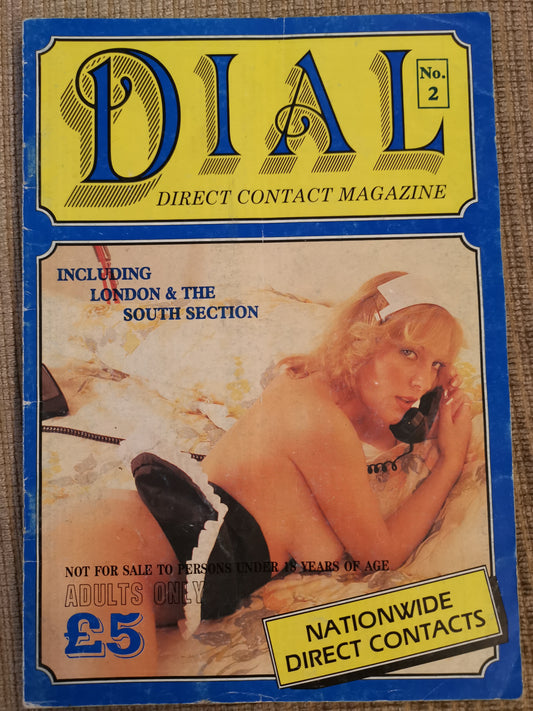 DIAL
No.
2
DIRECT CONTACT MAGAZINE
INCLUDING
LONDON & THE
SOUTH SECTION
NOT FOR SALE TO PERSONS UNDER 18 YEARS OF AGE
ADULTS ONLY
£5
NATIONWIDE
DIRECT CONTACTS